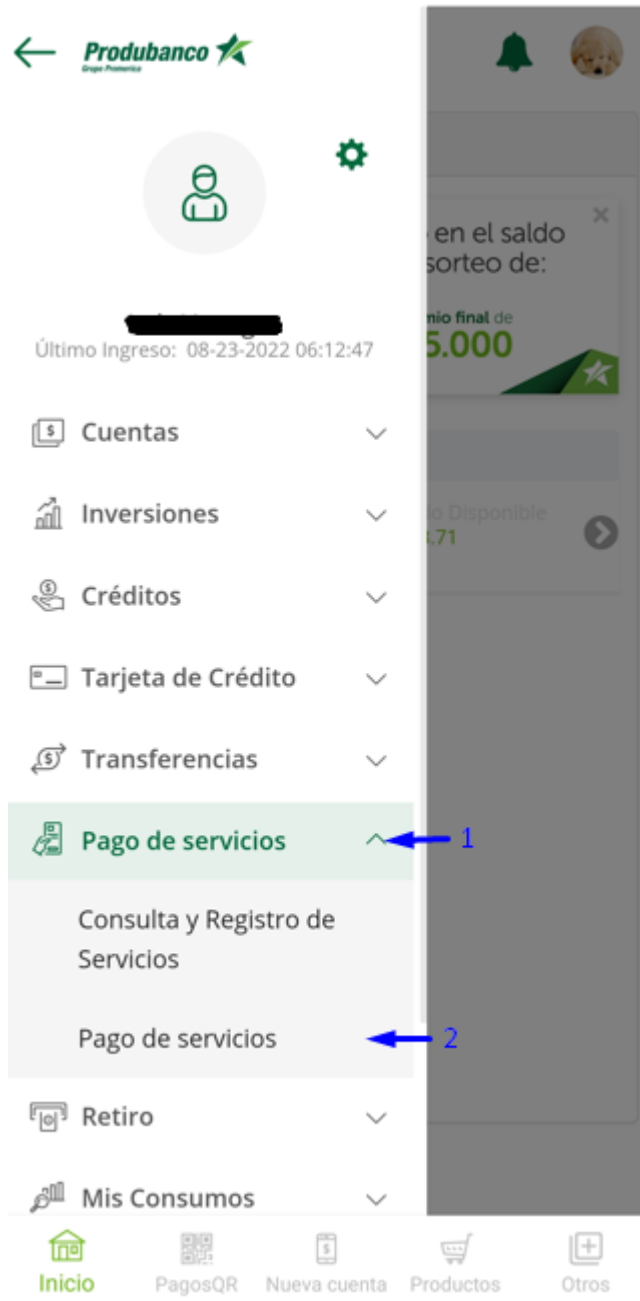 Produbanco
Grupo Promerica
en el saldo
sorteo de:
final de
5.000
Último Ingreso: 08-23-2022 06:12:47
Cuentas
Inversiones
Disponible
.71
Créditos
Tarjeta de Crédito
Transferencias
Pago de servicios
1
Consulta y Registro de
Servicios
Pago de servicios
2
Retiro
Mis Consumos
Inicio
PagosQR
Nueva cuenta
Productos
Otros